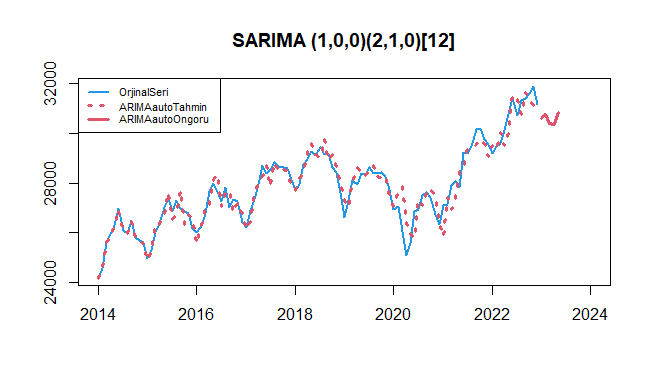 SARIMA (1,0,0)(2,1,0)[12]
OrjinalSeri
ARIMAautoTahmin
ARIMAautoOngoru
32000
28000
24000
2014 2016 2018 2020 2022 2024